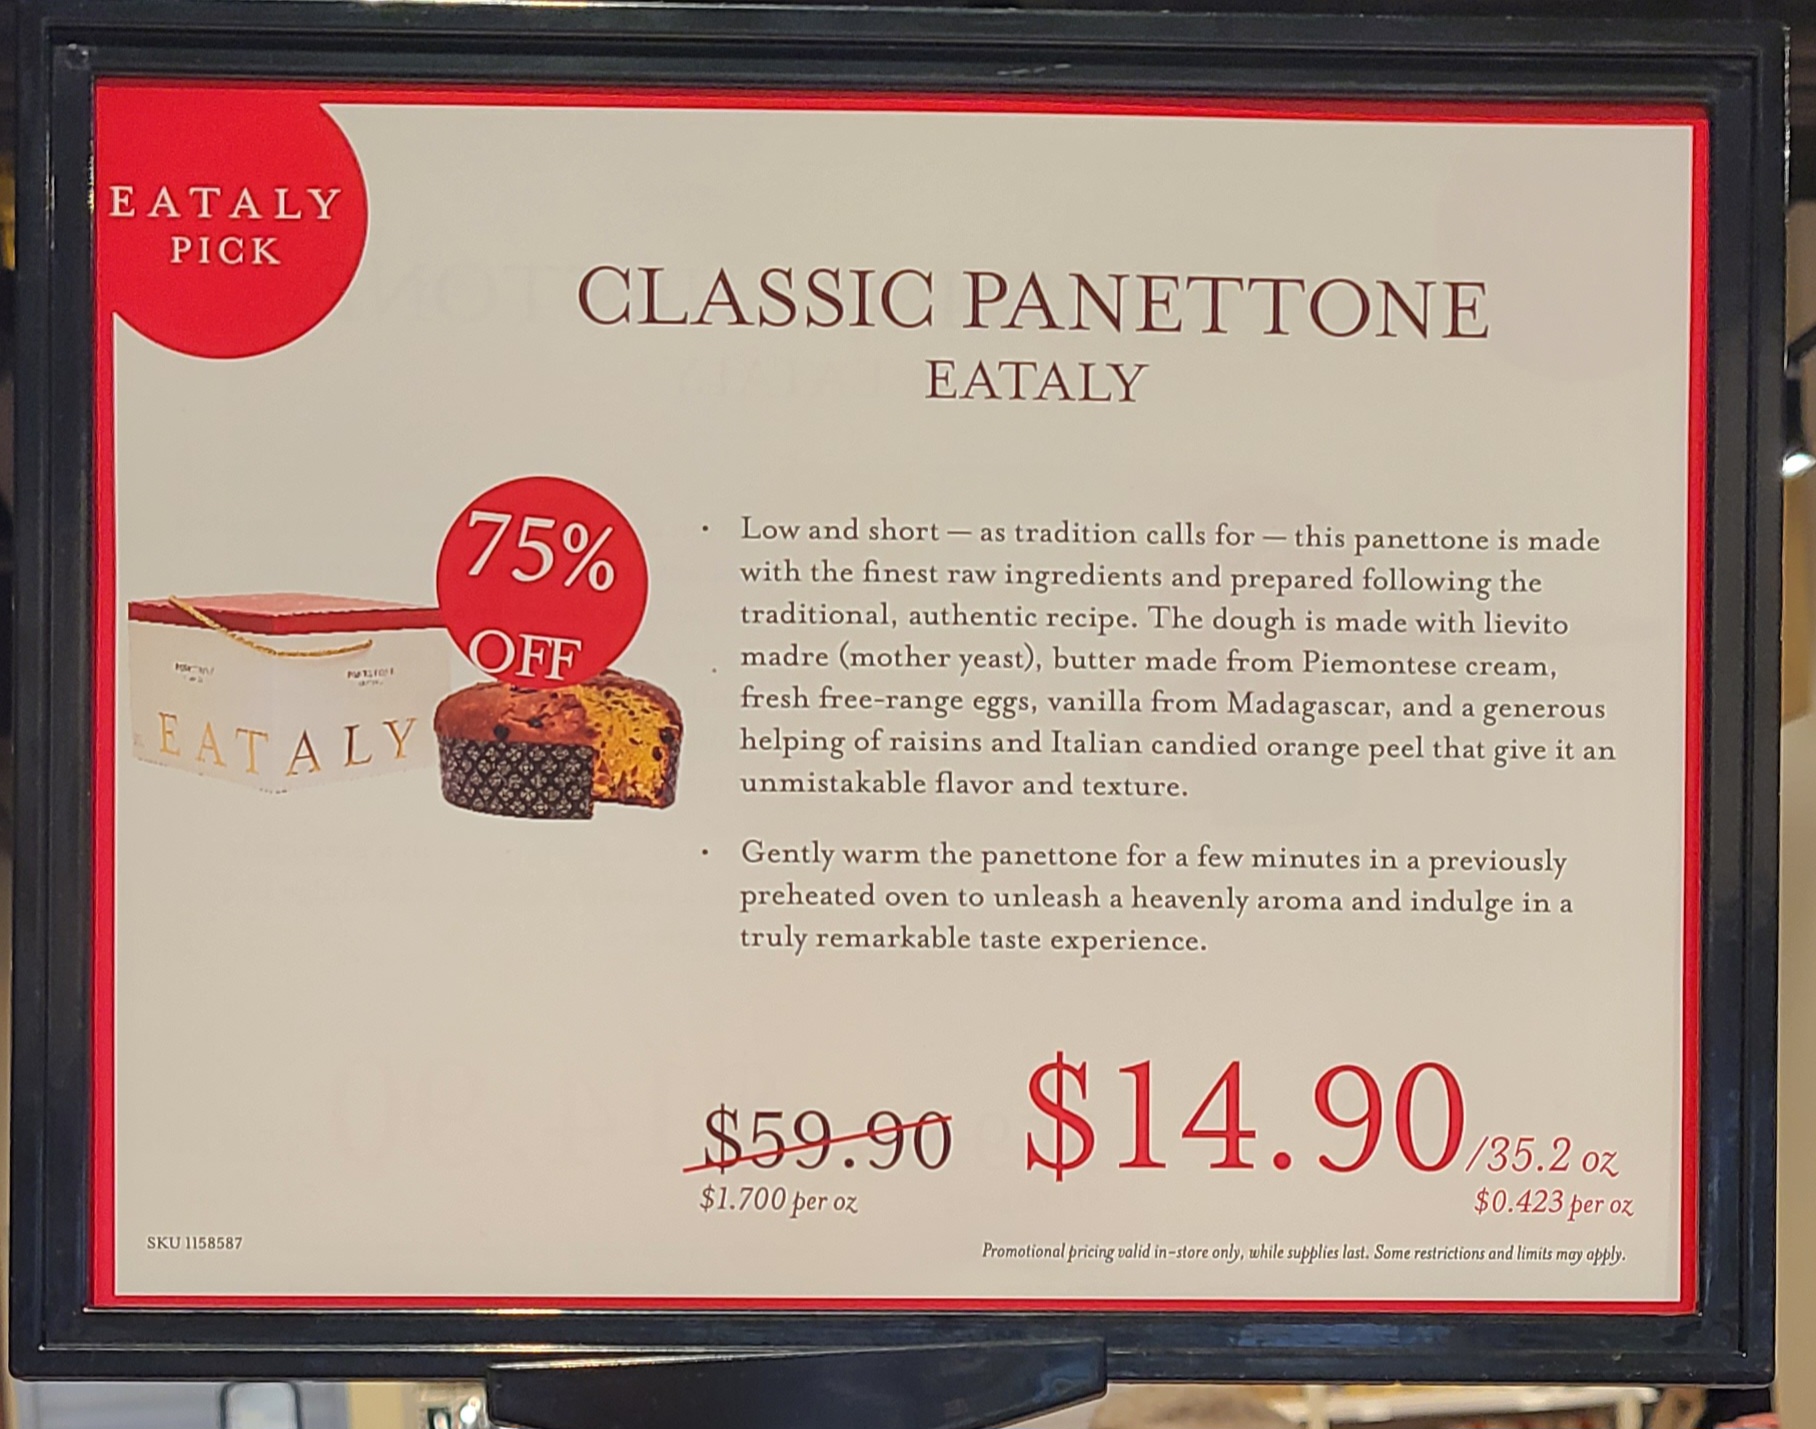 EATALY
PICK
CLASSIC PANETTONE
EATALY
75%
OFF
EATALY
• Low and short — as tradition calls for — this panettone is made
with the finest raw ingredients and prepared following the
traditional, authentic recipe. The dough is made with lievito
madre (mother yeast), butter made from Piemontese cream,
fresh free-range eggs, vanilla from Madagascar, and a generous
helping of raisins and Italian candied orange peel that give it an
unmistakable flavor and texture.
• Gently warm the panettone for a few minutes in a previously
preheated oven to unleash a heavenly aroma and indulge in a
truly remarkable taste experience.
$59.90 $14.90/35.2 oz
$1.700 per oz $0.423 per oz
SKU 1158587
Promotional pricing valid in-store only, while supplies last. Some restrictions and limits may apply.